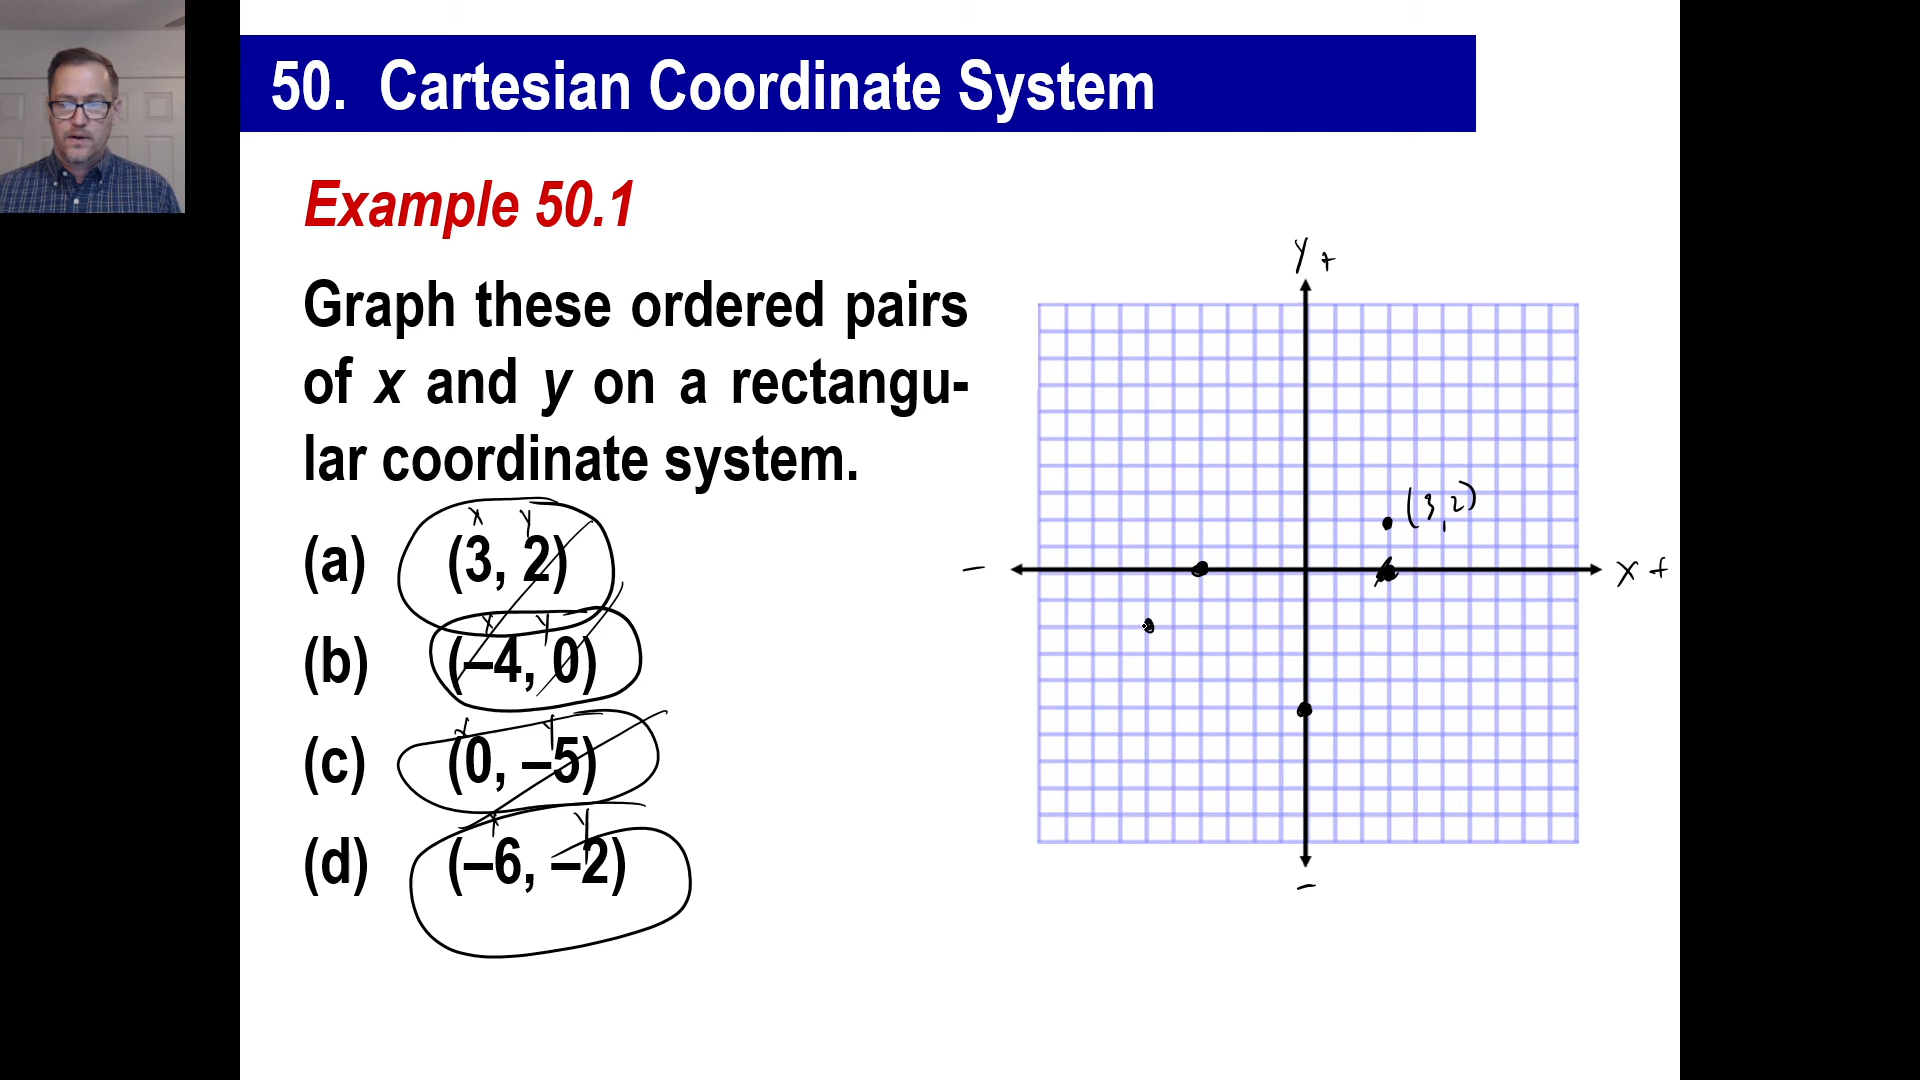 50. Cartesian Coordinate System
Example 50.1
Graph these ordered pairs
of x and y on a rectangu-
lar coordinate system.
x y
(a) (3, 2)
x y
(b) (–4, 0)
x y
(c) (0, –5)
x y
(d) (–6, –2)
y +
(3, 2)
– x +
–